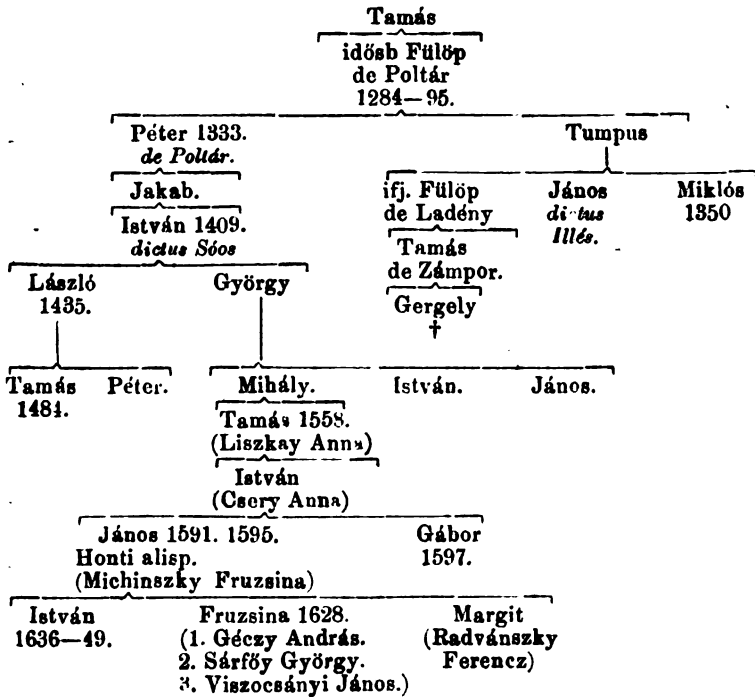 Tamás
idősb Fülöp
de Poltár
1284—95.
Péter 1333. Tumpus
de Poltár.
Jakab. ifj. Fülöp János Miklós
István 1409. de Ladény dictus 1350
dictus Sóos Tamás Illés.
László György de Zámpor.
1435. Gergely
†
Tamás Péter. Mihály. István. János.
1484. Tamás 1558.
(Liszkay Anna)
István
(Csery Anna)
János 1591. 1595. Gábor
Honti alisp. 1597.
(Michinszky Fruzsina)
István Fruzsina 1628. Margit
1636—49. (1. Géczy András. (Radvánszky
2. Sárfőy György. Ferencz)
3. Viszocsányi János.)